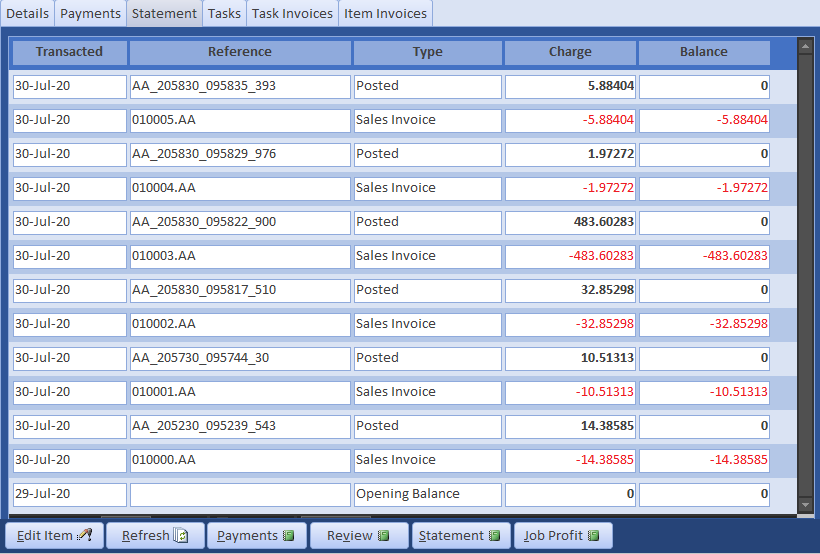 Details Payments Statement Tasks Task Invoices Item Invoices
Transacted Reference Type Charge Balance
30-Jul-20 AA_205830_095835_393 Posted 5.88404 0
30-Jul-20 010005.AA Sales Invoice -5.88404 -5.88404
30-Jul-20 AA_205830_095829_976 Posted 1.97272 0
30-Jul-20 010004.AA Sales Invoice -1.97272 -1.97272
30-Jul-20 AA_205830_095822_900 Posted 483.60283 0
30-Jul-20 010003.AA Sales Invoice -483.60283 -483.60283
30-Jul-20 AA_205830_095817_510 Posted 32.85298 0
30-Jul-20 010002.AA Sales Invoice -32.85298 -32.85298
30-Jul-20 AA_205730_095744_30 Posted 10.51313 0
30-Jul-20 010001.AA Sales Invoice -10.51313 -10.51313
30-Jul-20 AA_205230_095239_543 Posted 14.38585 0
30-Jul-20 010000.AA Sales Invoice -14.38585 -14.38585
29-Jul-20 Opening Balance 0 0
Edit Item Refresh Payments Review Statement Job Profit